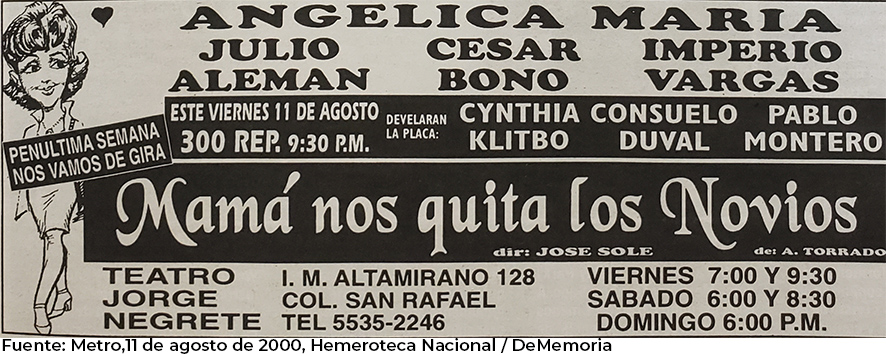 ANGELICA MARIA
JULIO ALEMAN
CESAR BONO
IMPERIO VARGAS
PENULTIMA SEMANA
NOS VAMOS DE GIRA
ESTE VIERNES 11 DE AGOSTO
300 REP. 9:30 P.M.
DEVELARAN
LA PLACA:
CYNTHIA KLITBO
CONSUELO DUVAL
PABLO MONTERO
Mamá nos quita los Novios
dir: JOSE SOLE
de: A. TORRADO
TEATRO
JORGE
NEGRETE
I. M. ALTAMIRANO 128
COL. SAN RAFAEL
TEL 5535-2246
VIERNES 7:00 Y 9:30
SABADO 6:00 Y 8:30
DOMINGO 6:00 P.M.
Fuente: Metro,11 de agosto de 2000, Hemeroteca Nacional / DeMemoria